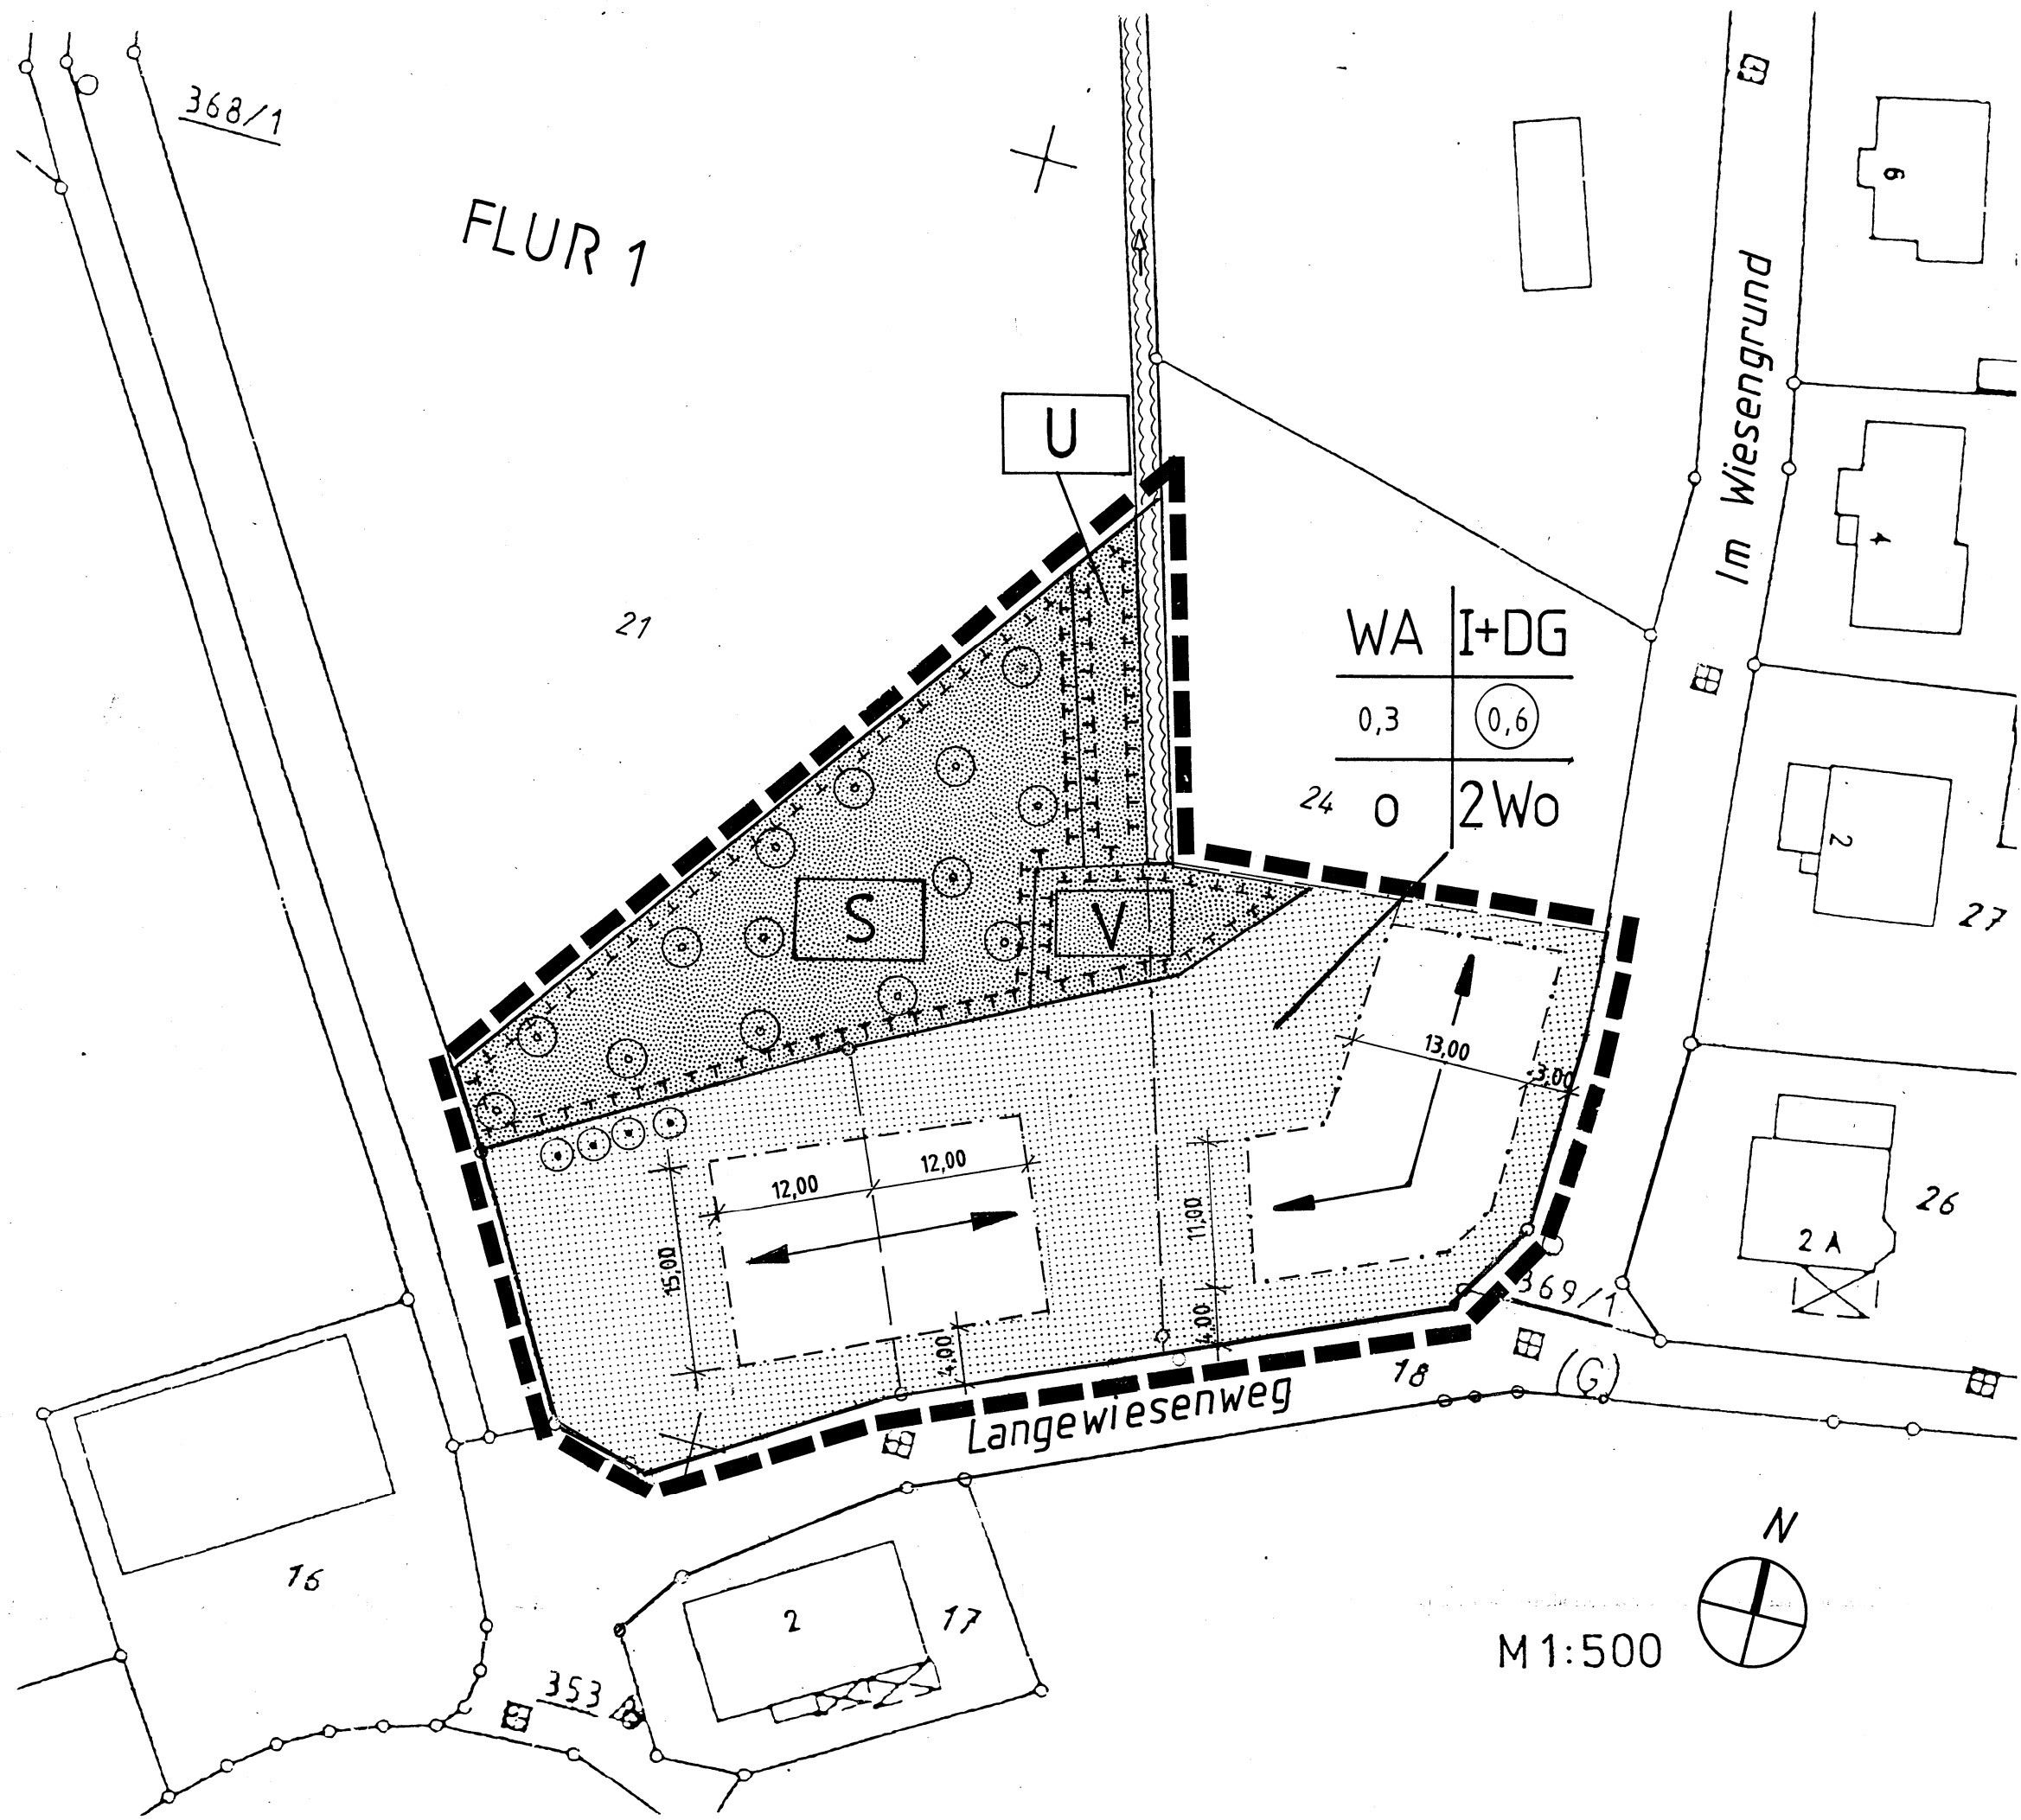 368/1
FLUR 1
6
Im Wiesengrund
U
4
21
WA I+DG
0,3 0,6
24 o 2Wo
2
27
S
V
13,00
3,00
12,00
12,00
11,00
15,00
4,00
4,00
26
2 A
369/1
18
(G)
Langewiesenweg
16
2
17
353
N
M 1:500